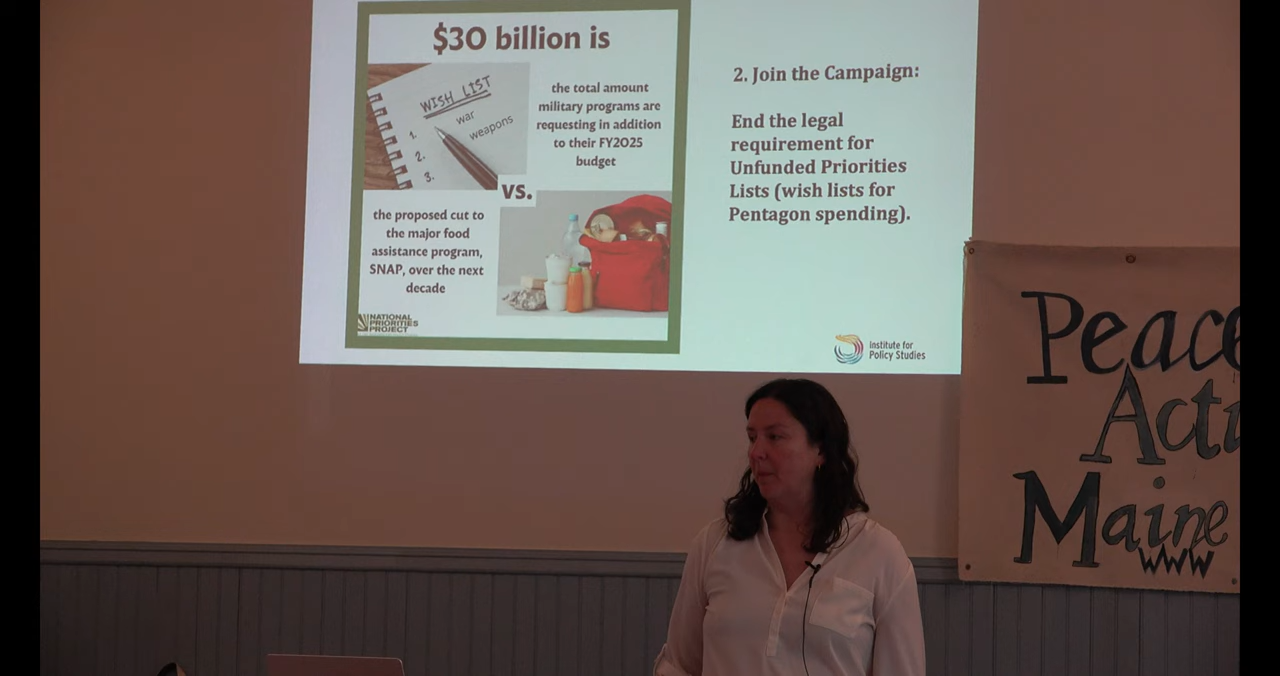 $30 billion is
WISH LIST
1. war
weapons
2.
3.
the total amount
military programs are
requesting in addition
to their FY2025
budget
vs.
the proposed cut to
the major food
assistance program,
SNAP, over the next
decade
NATIONAL
PRIORITIES
PROJECT
2. Join the Campaign:
End the legal
requirement for
Unfunded Priorities
Lists (wish lists for
Pentagon spending).
Institute for
Policy Studies
Peace
Acti
Maine
www